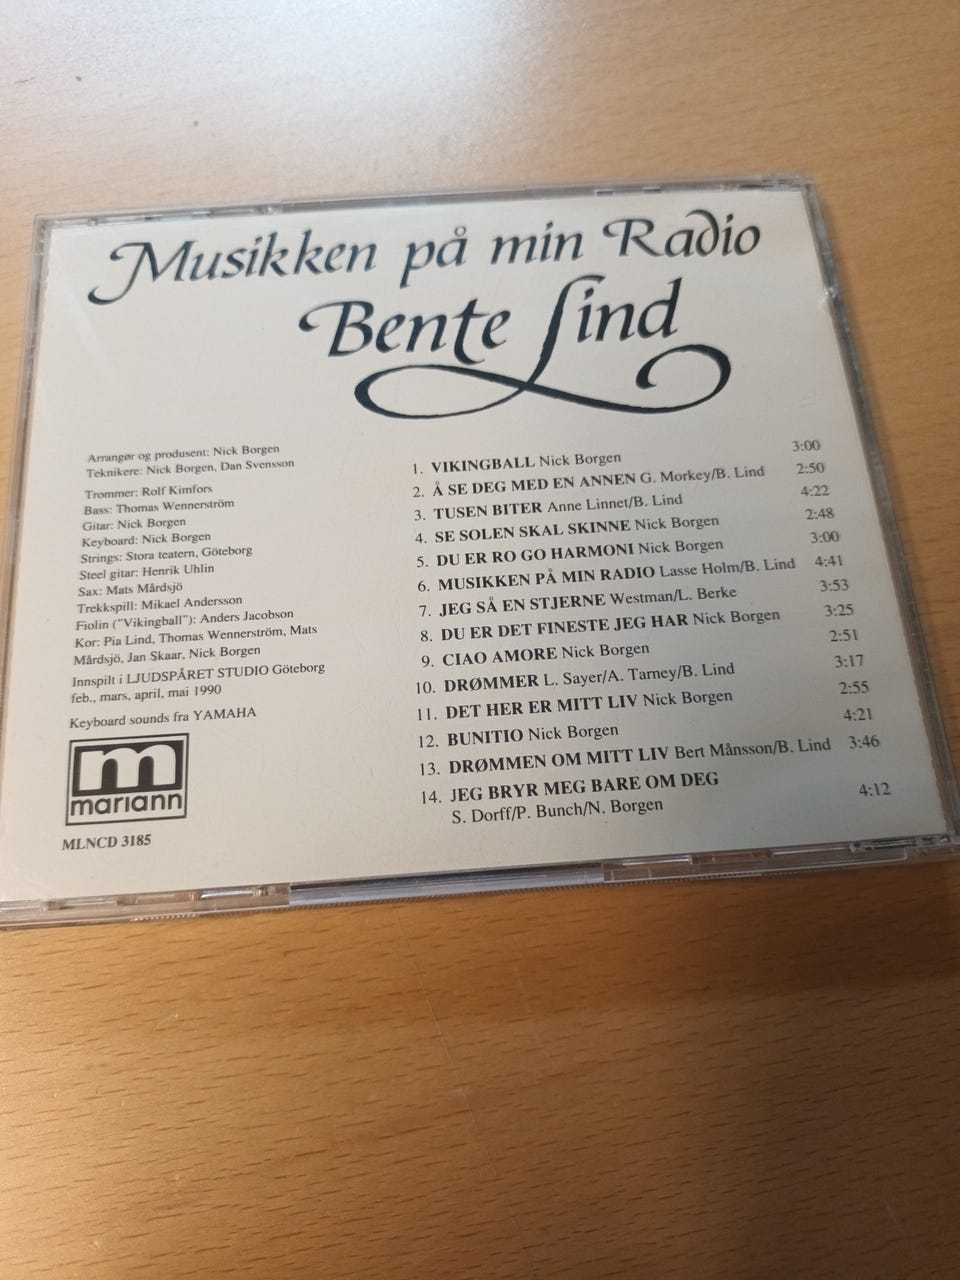 Musikken på min Radio
Bente Lind
Arrangør og produsent: Nick Borgen
Teknikere: Nick Borgen, Dan Svensson
Trommer: Rolf Kimfors
Bass: Thomas Wennerström
Gitar: Nick Borgen
Keyboard: Nick Borgen
Strings: Stora teatern, Göteborg
Steel gitar: Henrik Uhlin
Sax: Mats Mårdsjö
Trekkspill: Mikael Andersson
Fiolin ("Vikingball"): Anders Jacobson
Kor: Pia Lind, Thomas Wennerström, Mats
Mårdsjö, Jan Skaar, Nick Borgen
Innspilt i LJUDSPÅRET STUDIO Göteborg
feb., mars, april, mai 1990
Keyboard sounds fra YAMAHA
m
mariann
MLNCD 3185
1. VIKINGBALL Nick Borgen 3:00
2. Å SE DEG MED EN ANNEN G. Morkey/B. Lind 2:50
3. TUSEN BITER Anne Linnet/B. Lind 4:22
4. SE SOLEN SKAL SKINNE Nick Borgen 2:48
5. DU ER RO GO HARMONI Nick Borgen 3:00
6. MUSIKKEN PÅ MIN RADIO Lasse Holm/B. Lind 4:41
7. JEG SÅ EN STJERNE Westman/L. Berke 3:53
8. DU ER DET FINESTE JEG HAR Nick Borgen 3:25
9. CIAO AMORE Nick Borgen 2:51
10. DRØMMER L. Sayer/A. Tarney/B. Lind 3:17
11. DET HER ER MITT LIV Nick Borgen 2:55
12. BUNITIO Nick Borgen 4:21
13. DRØMMEN OM MITT LIV Bert Månsson/B. Lind 3:46
14. JEG BRYR MEG BARE OM DEG
S. Dorff/P. Bunch/N. Borgen 4:12